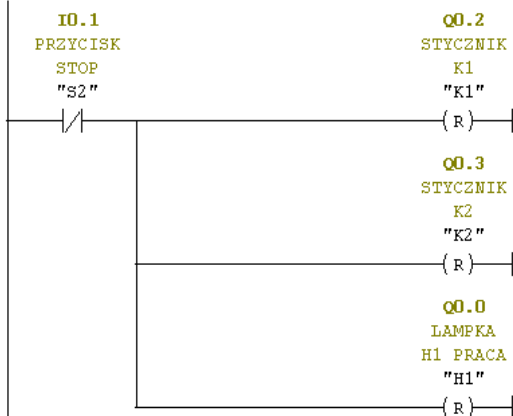 I0.1
PRZYCISK
STOP
"S2"
Q0.2
STYCZNIK
K1
"K1"
( R )
Q0.3
STYCZNIK
K2
"K2"
( R )
Q0.0
LAMPKA
H1 PRACA
"H1"
( R )